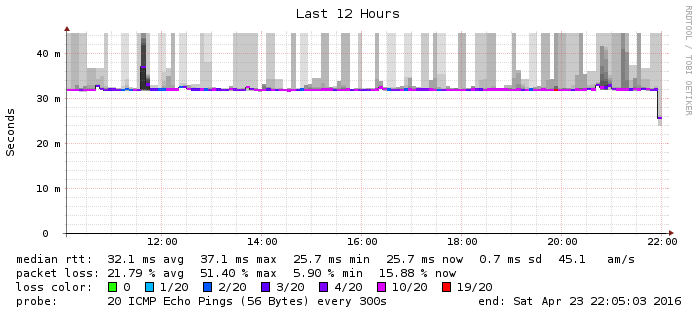 Last 12 Hours
RRDTOOL / TOBI OETIKER
Seconds
40 m
30 m
20 m
10 m
0
12:00 14:00 16:00 18:00 20:00 22:00
median rtt: 32.1 ms avg 37.1 ms max 25.7 ms min 25.7 ms now 0.7 ms sd 45.1 am/s
packet loss: 21.79 % avg 51.40 % max 5.90 % min 15.88 % now
loss color: 0 1/20 2/20 3/20 4/20 10/20 19/20
probe: 20 ICMP Echo Pings (56 Bytes) every 300s end: Sat Apr 23 22:05:03 2016